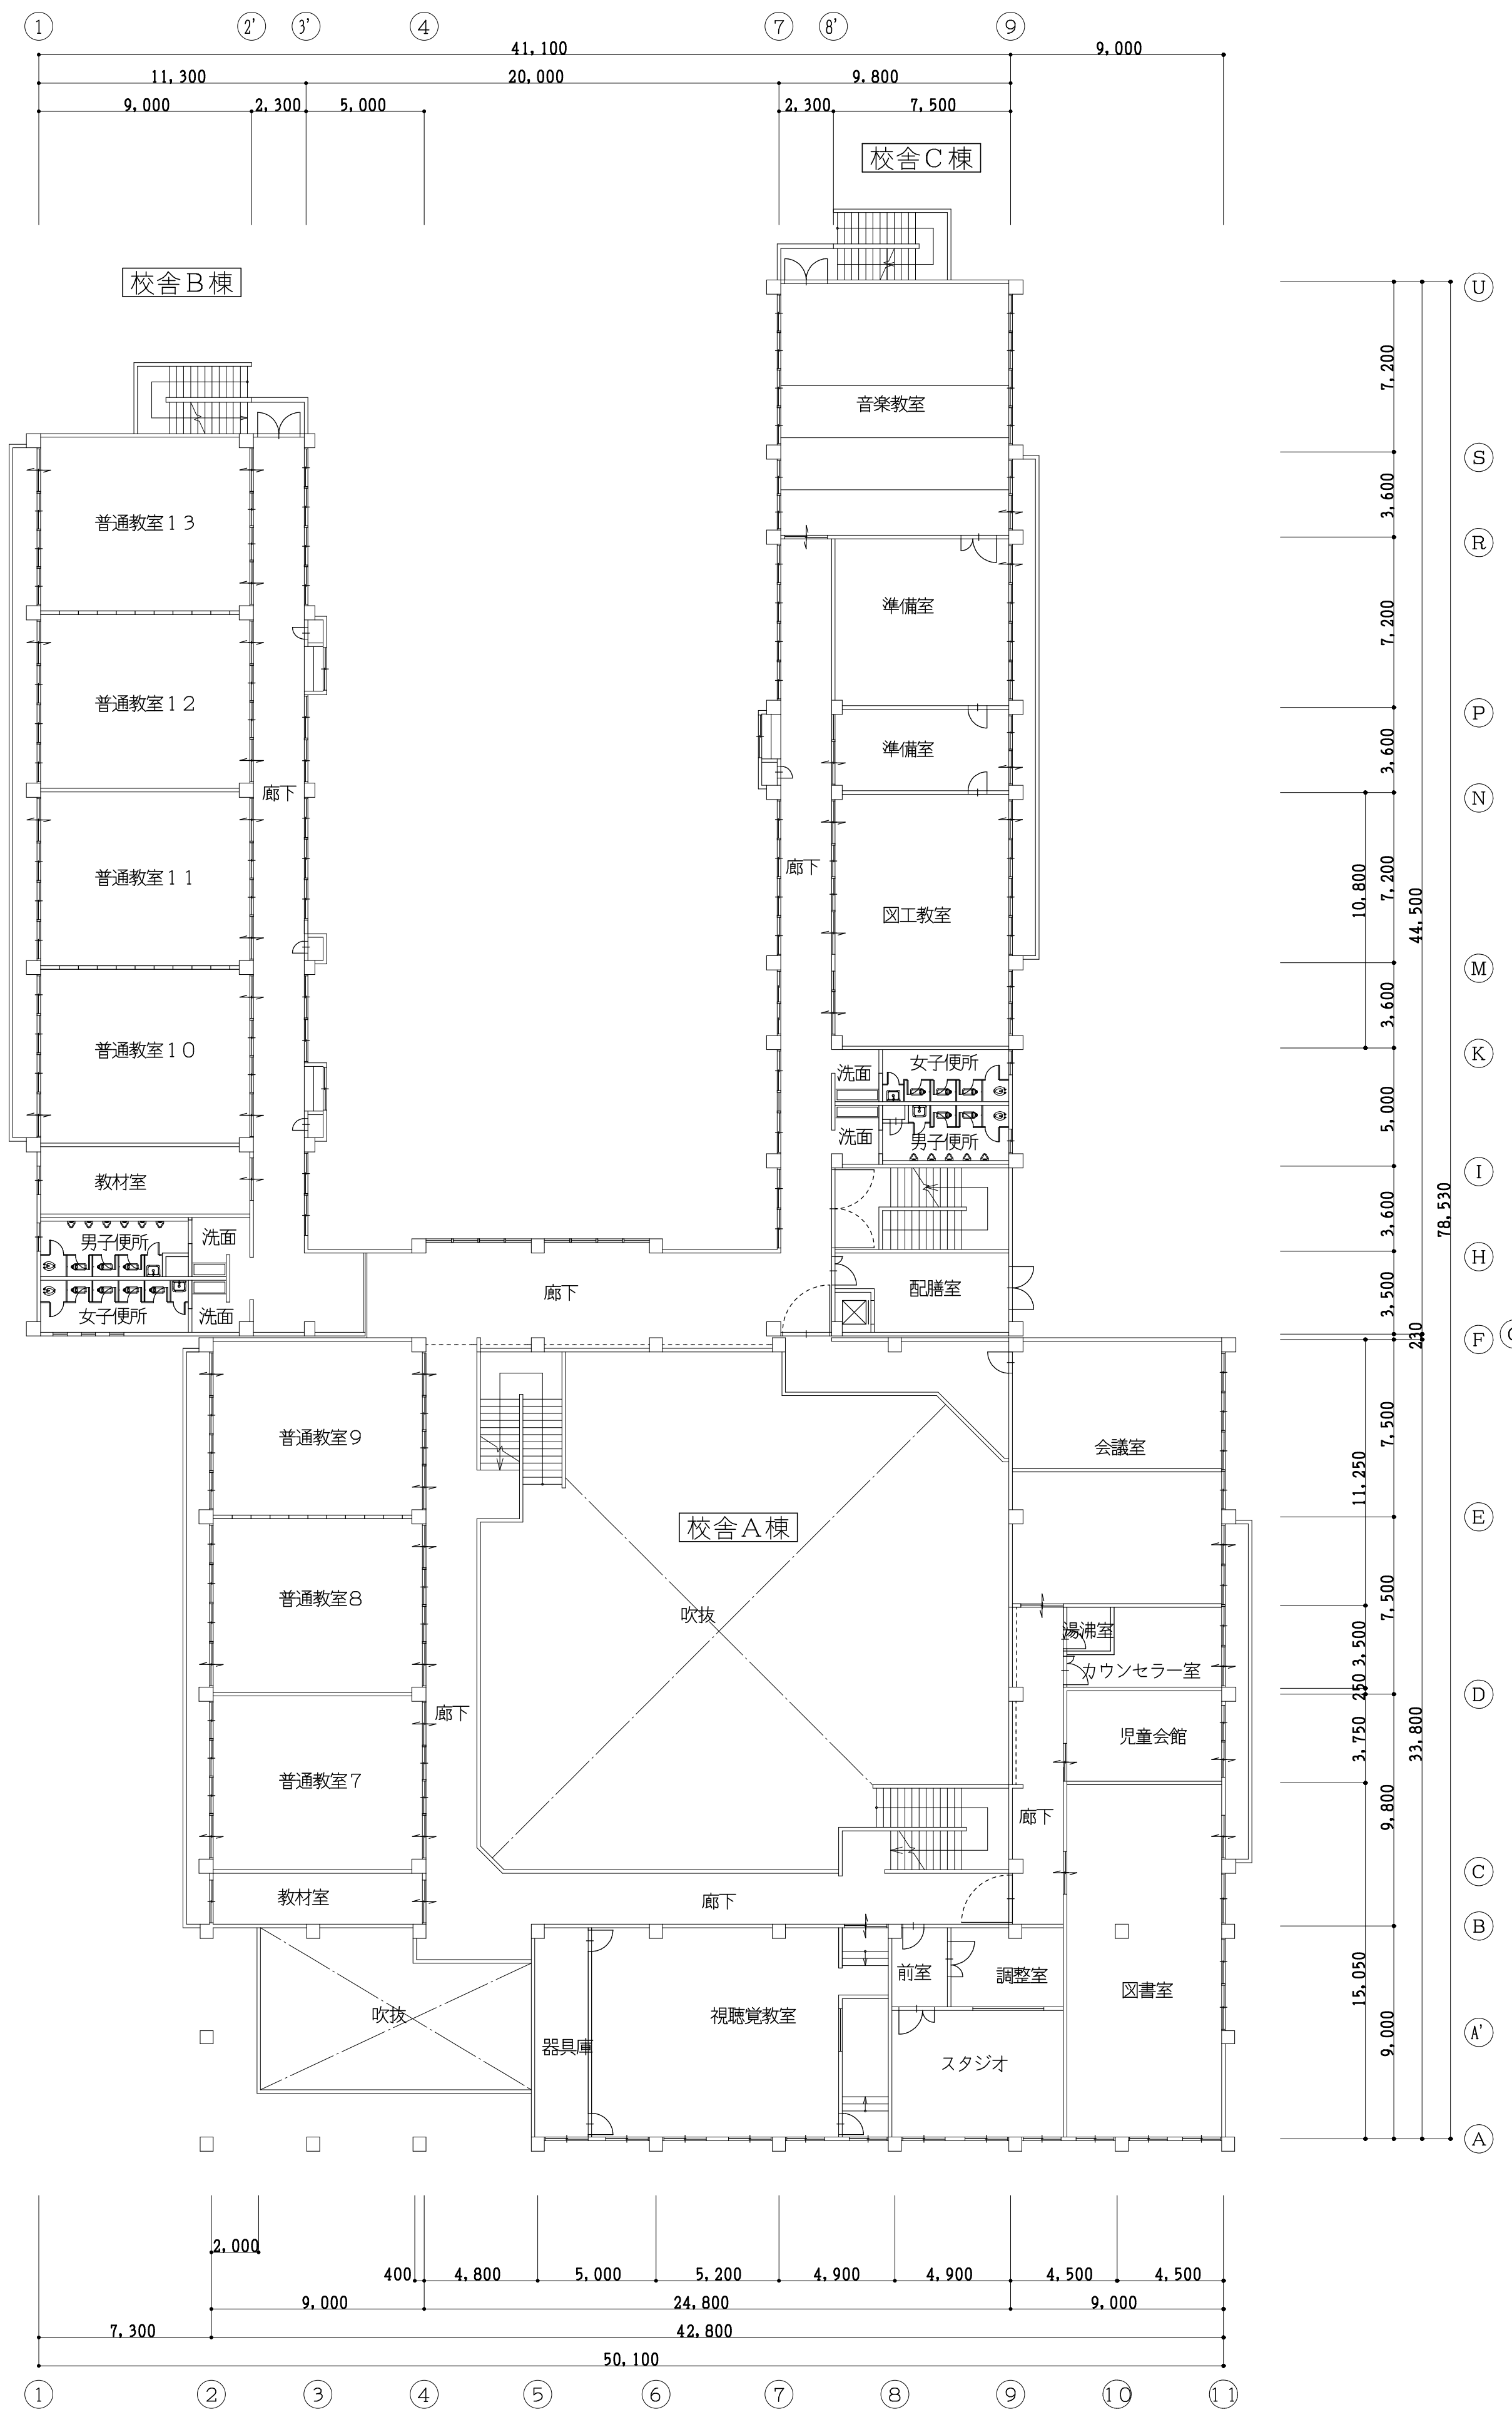 ① 2' 3' ④ ⑦ 8' ⑨
41,100 9,000
11,300 20,000 9,800
9,000 2,300 5,000 2,300 7,500
校舎C棟
校舎B棟
U
7,200
音楽教室
S
3,600
普通教室13
R
準備室
7,200
普通教室12
P
準備室
3,600
廊下
N
廊下
普通教室11
10,800
7,200
44,500
図工教室
M
3,600
普通教室10
K
女子便所
洗面
5,000
洗面
男子便所
I
教材室
3,600
78,530
洗面
男子便所
H
配膳室
廊下
3,500
女子便所
洗面
230
F
普通教室9
会議室
7,500
11,250
E
校舎A棟
普通教室8
吹抜
湯沸室
7,500
3,500
カウンセラー室
250
D
廊下
児童会館
3,750
33,800
普通教室7
廊下
9,800
C
教材室
廊下
B
前室
調整室
図書室
15,050
吹抜
視聴覚教室
器具庫
スタジオ
9,000
A'
A
2,000
400 4,800 5,000 5,200 4,900 4,900 4,500 4,500
9,000 24,800 9,000
7,300 42,800
50,100
① ② ③ ④ ⑤ ⑥ ⑦ ⑧ ⑨ ⑩ ⑪